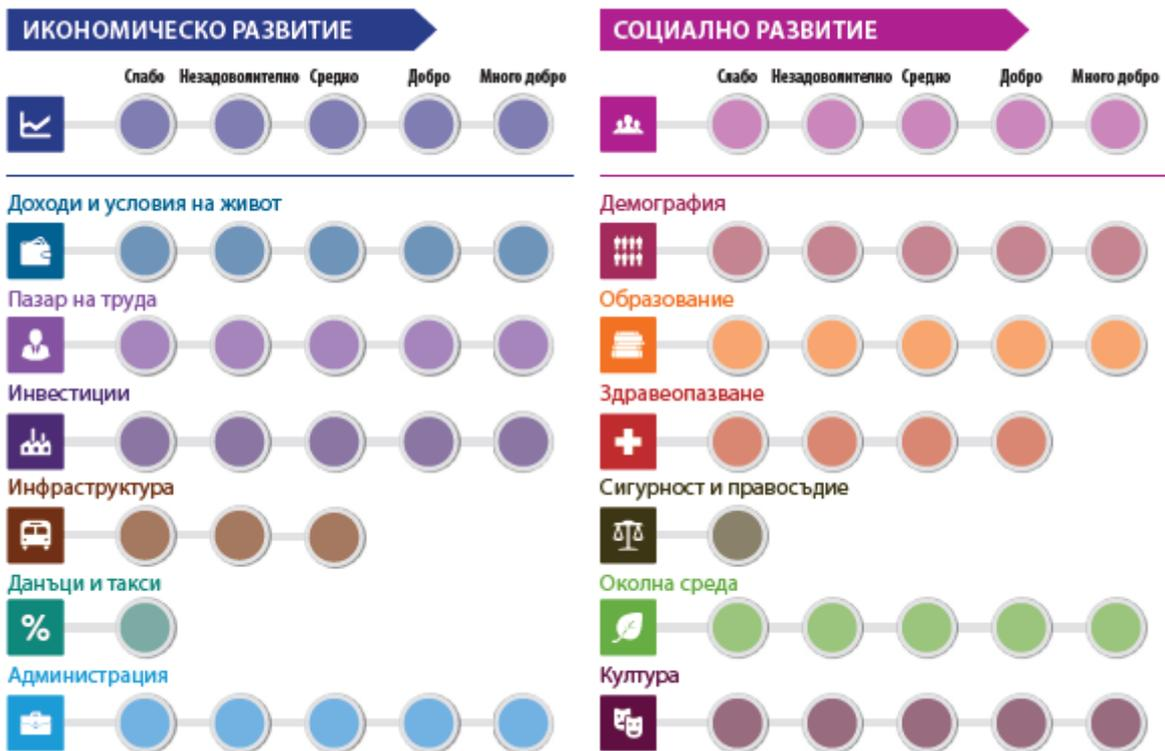 ИКОНОМИЧЕСКО РАЗВИТИЕ
Слабо Незадоволително Средно Добро Много добро
Доходи и условия на живот
Пазар на труда
Инвестиции
Инфраструктура
Данъци и такси
%
Администрация
СОЦИАЛНО РАЗВИТИЕ
Слабо Незадоволително Средно Добро Много добро
Демография
Образование
Здравеопазване
Сигурност и правосъдие
Околна среда
Култура